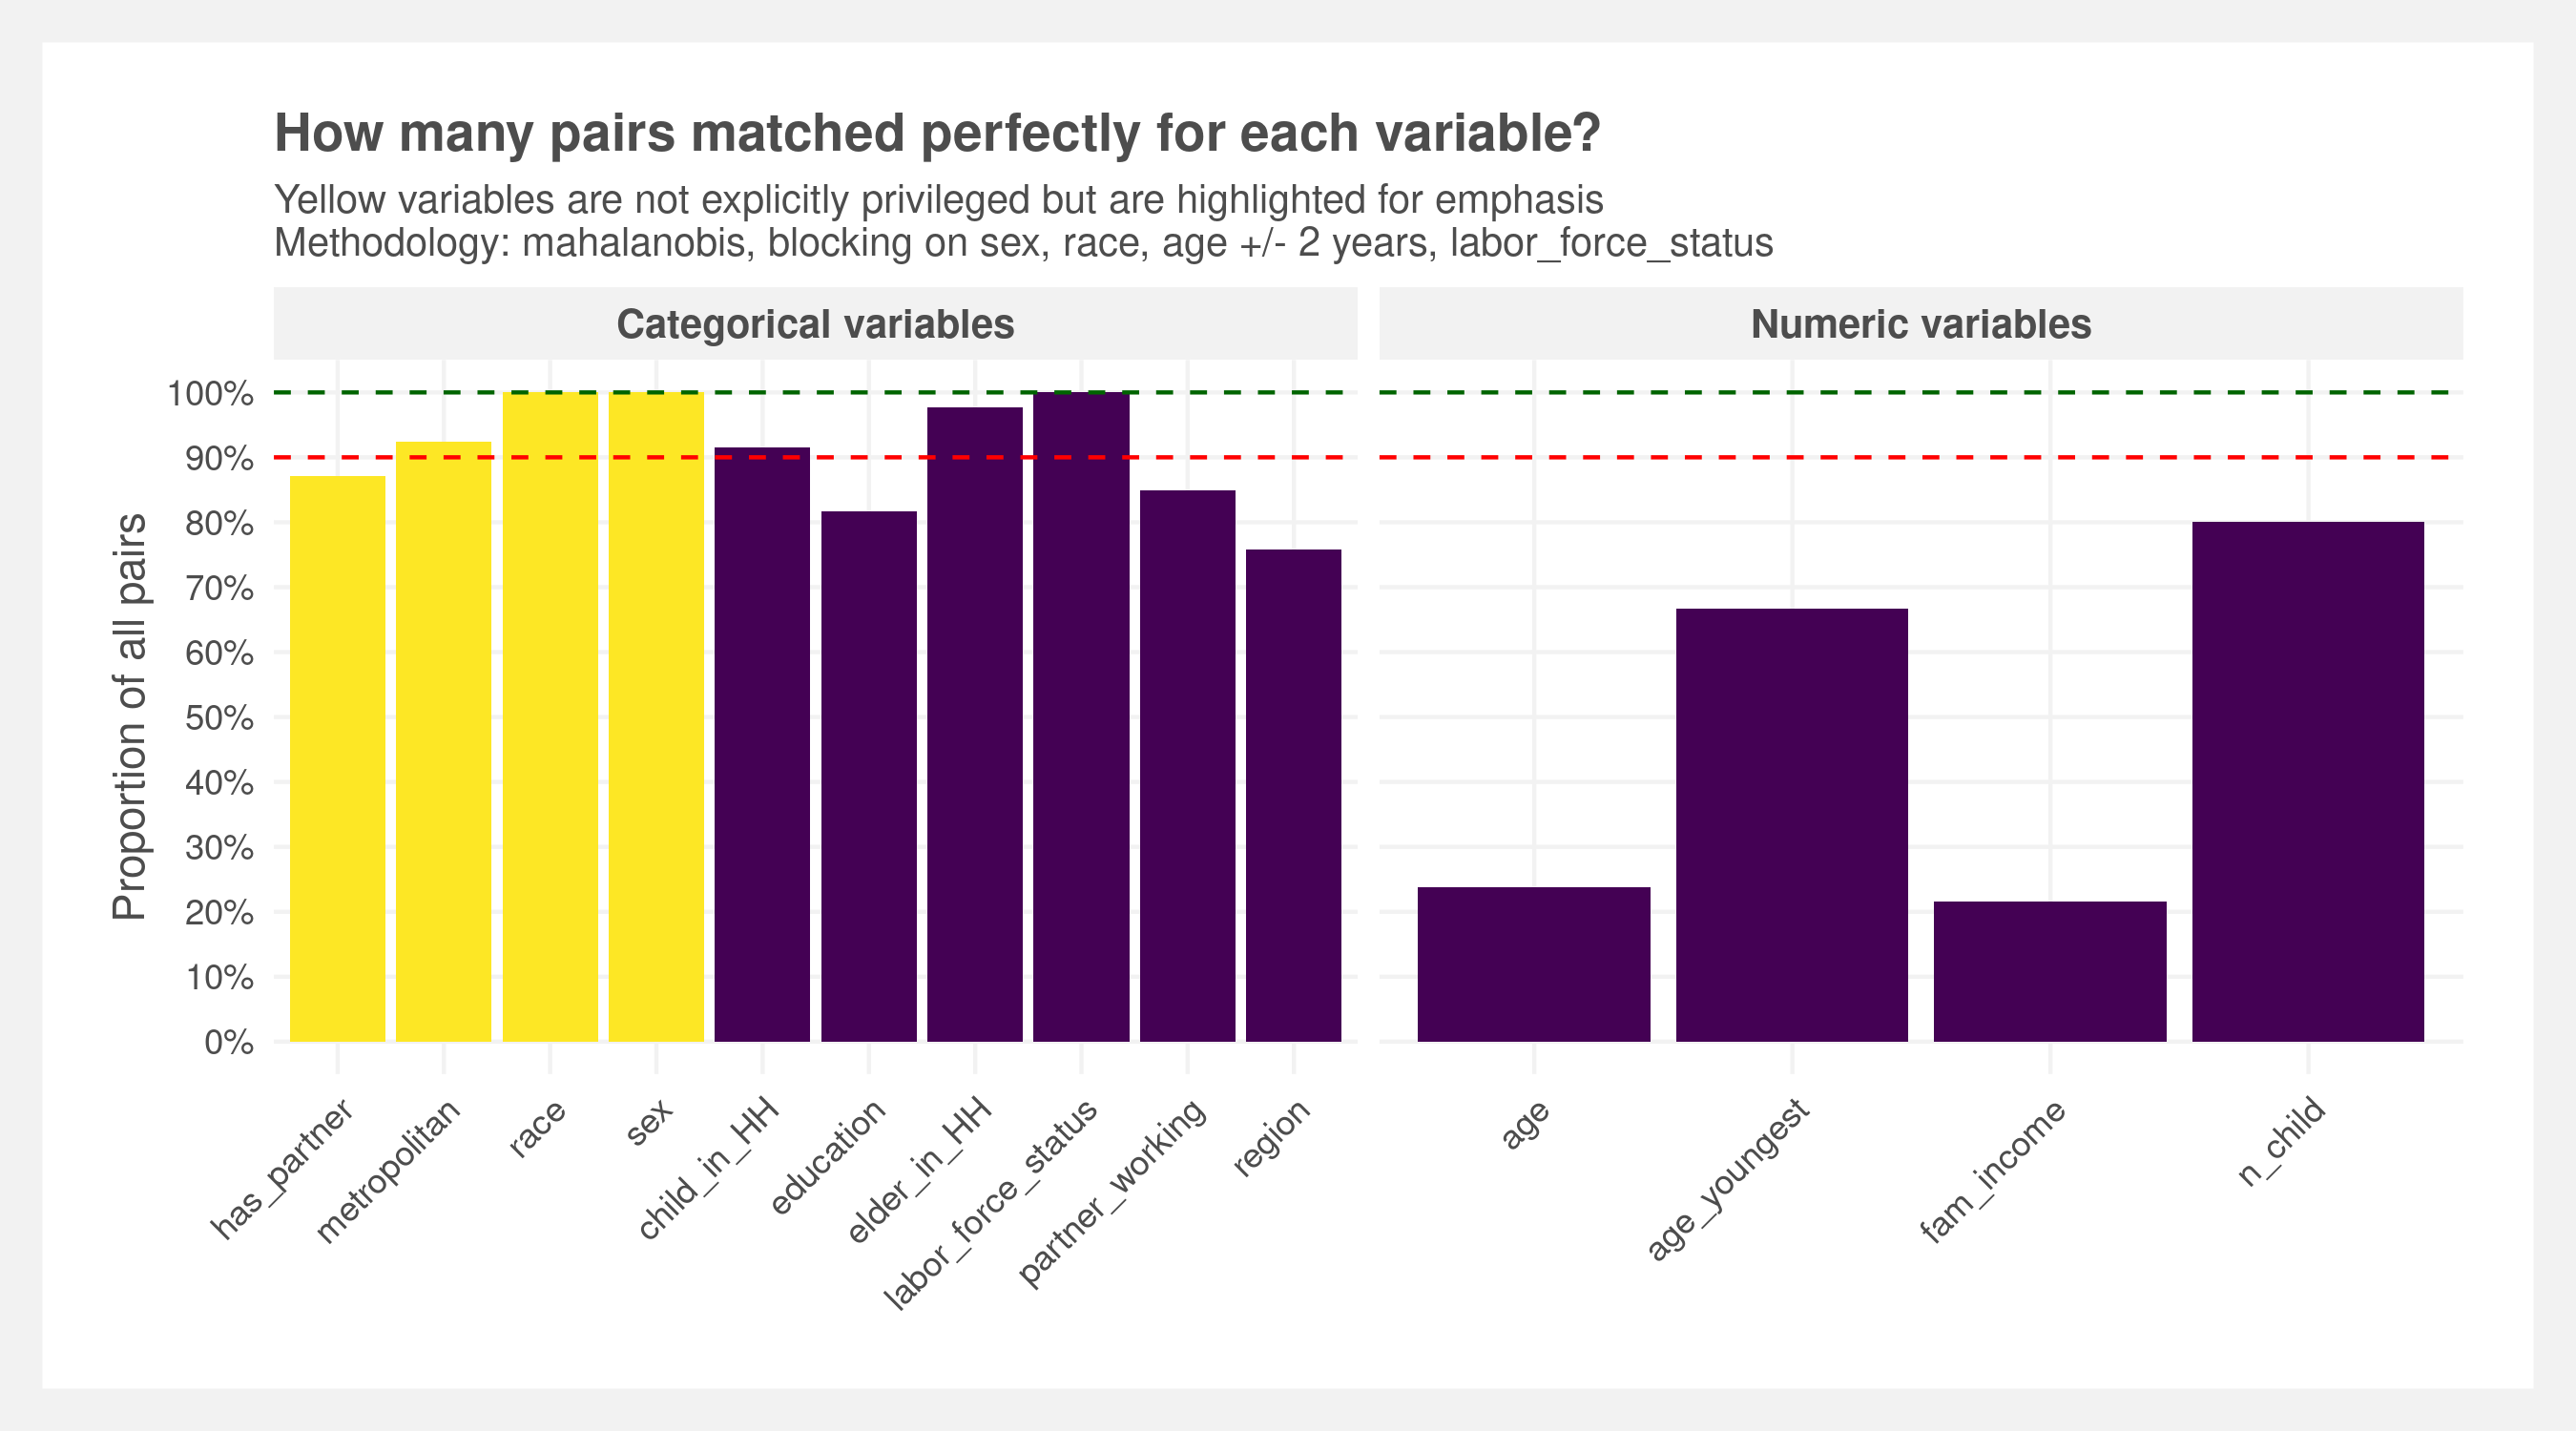 How many pairs matched perfectly for each variable?
Yellow variables are not explicitly privileged but are highlighted for emphasis
Methodology: mahalanobis, blocking on sex, race, age +/- 2 years, labor_force_status
Categorical variables
Numeric variables
Proportion of all pairs
100%
90%
80%
70%
60%
50%
40%
30%
20%
10%
0%
has_partner
metropolitan
race
sex
child_in_HH
education
elder_in_HH
labor_force_status
partner_working
region
age
age_youngest
fam_income
n_child